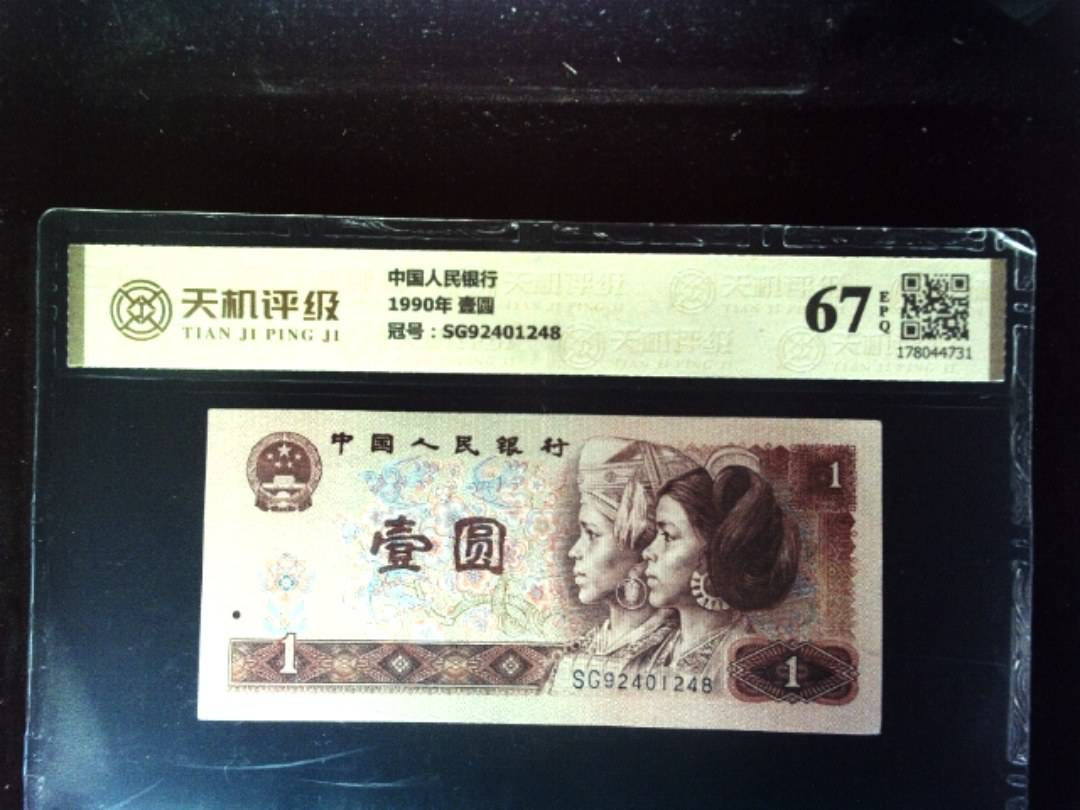 天机评级
TIAN JI PING JI
中国人民银行
1990年 壹圆
冠号：SG92401248
67
EPQ
178044731
中国人民银行
1
壹圆
1
SG92401248
1